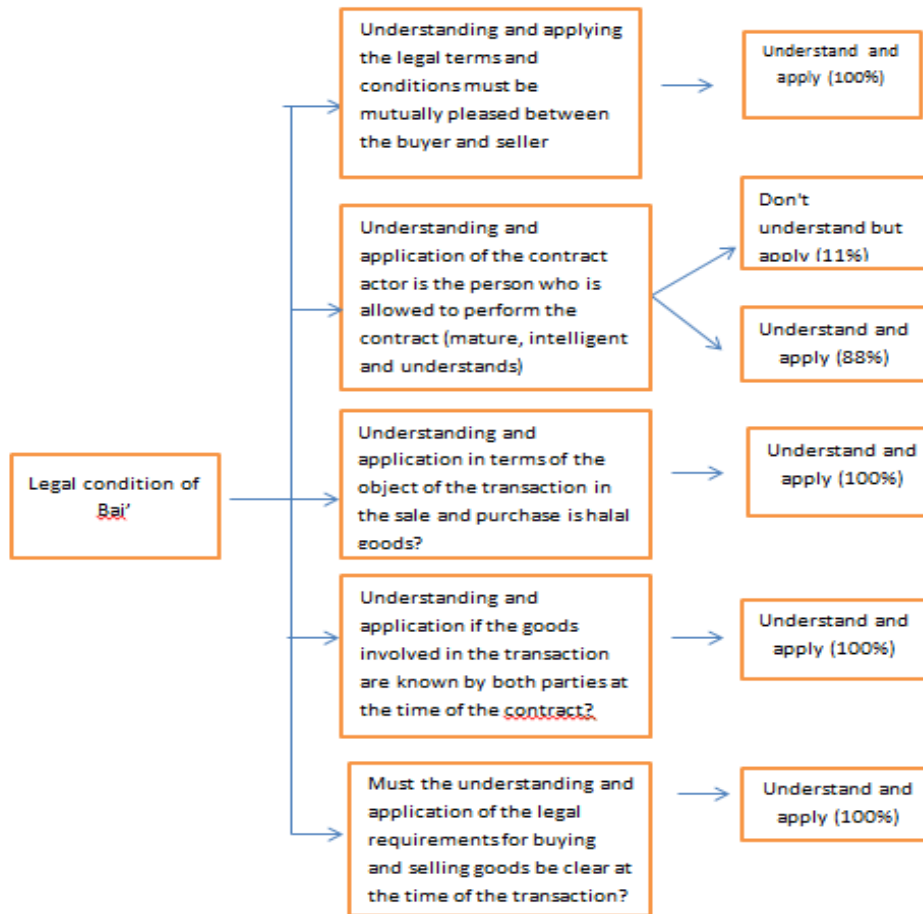 Understanding and applying
the legal terms and
conditions must be
mutually pleased between
the buyer and seller
Understand and
apply (100%)
Understanding and
application of the contract
actor is the person who is
allowed to perform the
contract (mature, intelligent
and understands)
Don't
understand but
apply (11%)
Understand and
apply (88%)
Legal condition of
Bai'
Understanding and
application in terms of the
object of the transaction in
the sale and purchase is halal
goods?
Understand and
apply (100%)
Understanding and
application if the goods
involved in the transaction
are known by both parties at
the time of the contract?
Understand and
apply (100%)
Must the understanding and
application of the legal
requirements for buying
and selling goods be clear at
the time of the transaction?
Understand and
apply (100%)